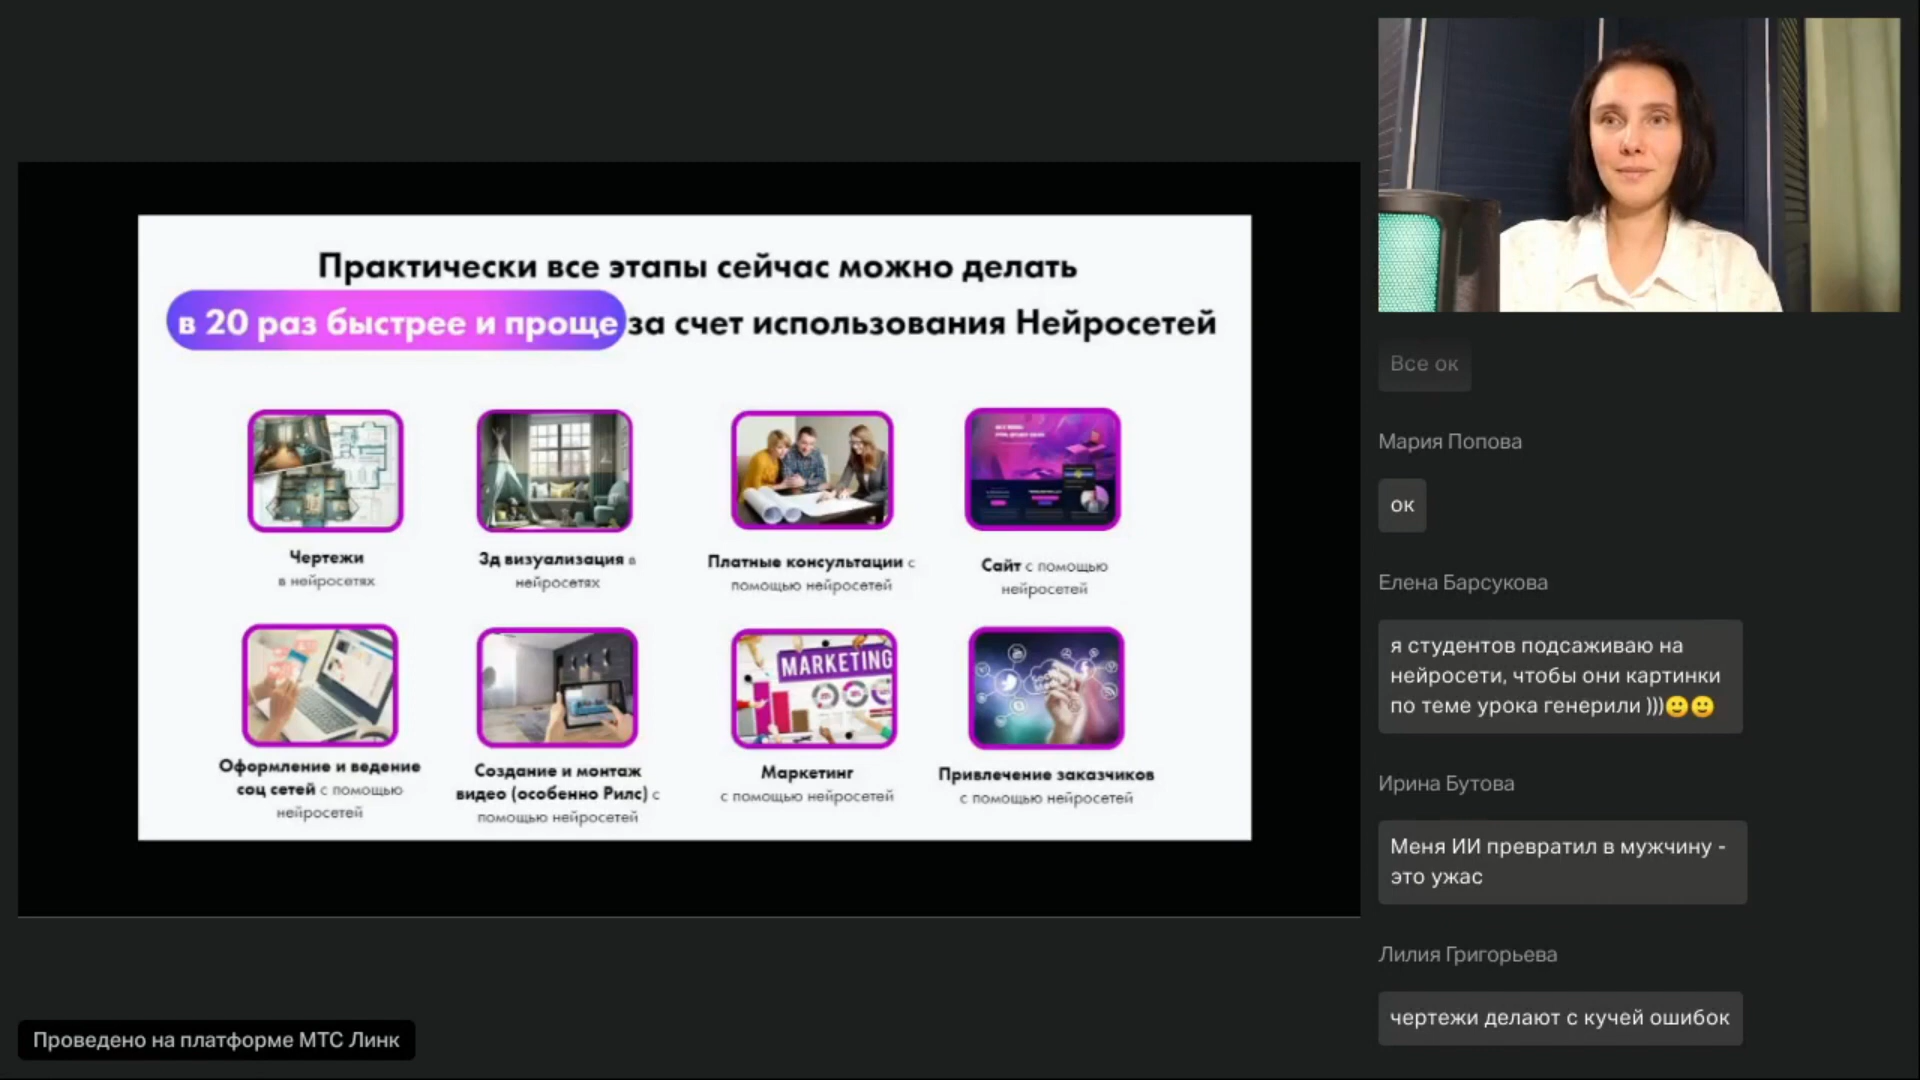 Практически все этапы сейчас можно делать
в 20 раз быстрее и проще за счет использования Нейросетей
Чертежи
в нейросетях
3д визуализация в
нейросетях
Платные консультации с
помощью нейросетей
Сайт с помощью
нейросетей
MARKETING
Оформление и ведение
соц сетей с помощью
нейросетей
Создание и монтаж
видео (особенно Рилс) с
помощью нейросетей
Маркетинг
с помощью нейросетей
Привлечение заказчиков
с помощью нейросетей
Проведено на платформе МТС Линк
Все ок
Мария Попова
ок
Елена Барсукова
я студентов подсаживаю на
нейросети, чтобы они картинки
по теме урока генерили )))🙂🙂
Ирина Бутова
Меня ИИ превратил в мужчину -
это ужас
Лилия Григорьева
чертежи делают с кучей ошибок